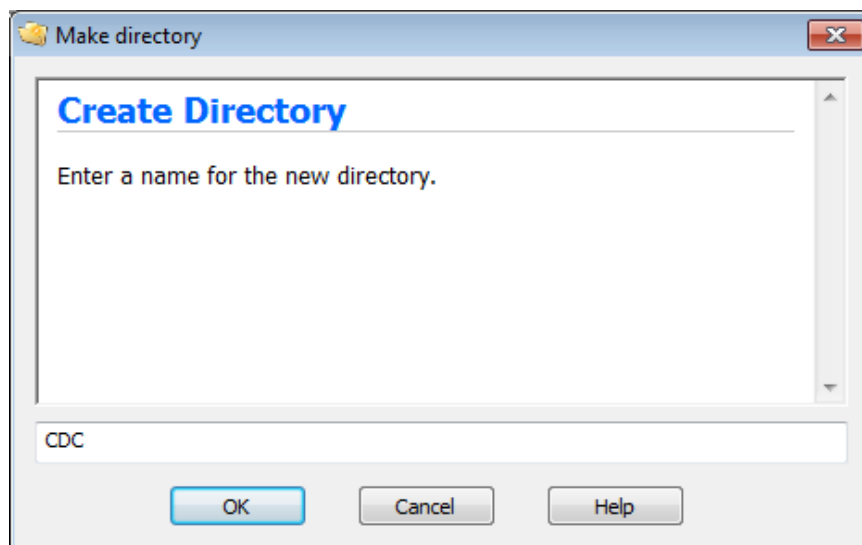 Make directory
Create Directory
Enter a name for the new directory.
CDC
OK Cancel Help